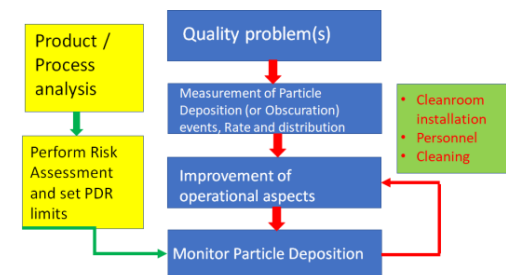 Product /
Process
analysis
Perform Risk
Assessment
and set PDR
limits
Quality problem(s)
Measurement of Particle
Deposition (or Obscuration)
events, Rate and distribution
Improvement of
operational aspects
Monitor Particle Deposition
• Cleanroom
installation
• Personnel
• Cleaning